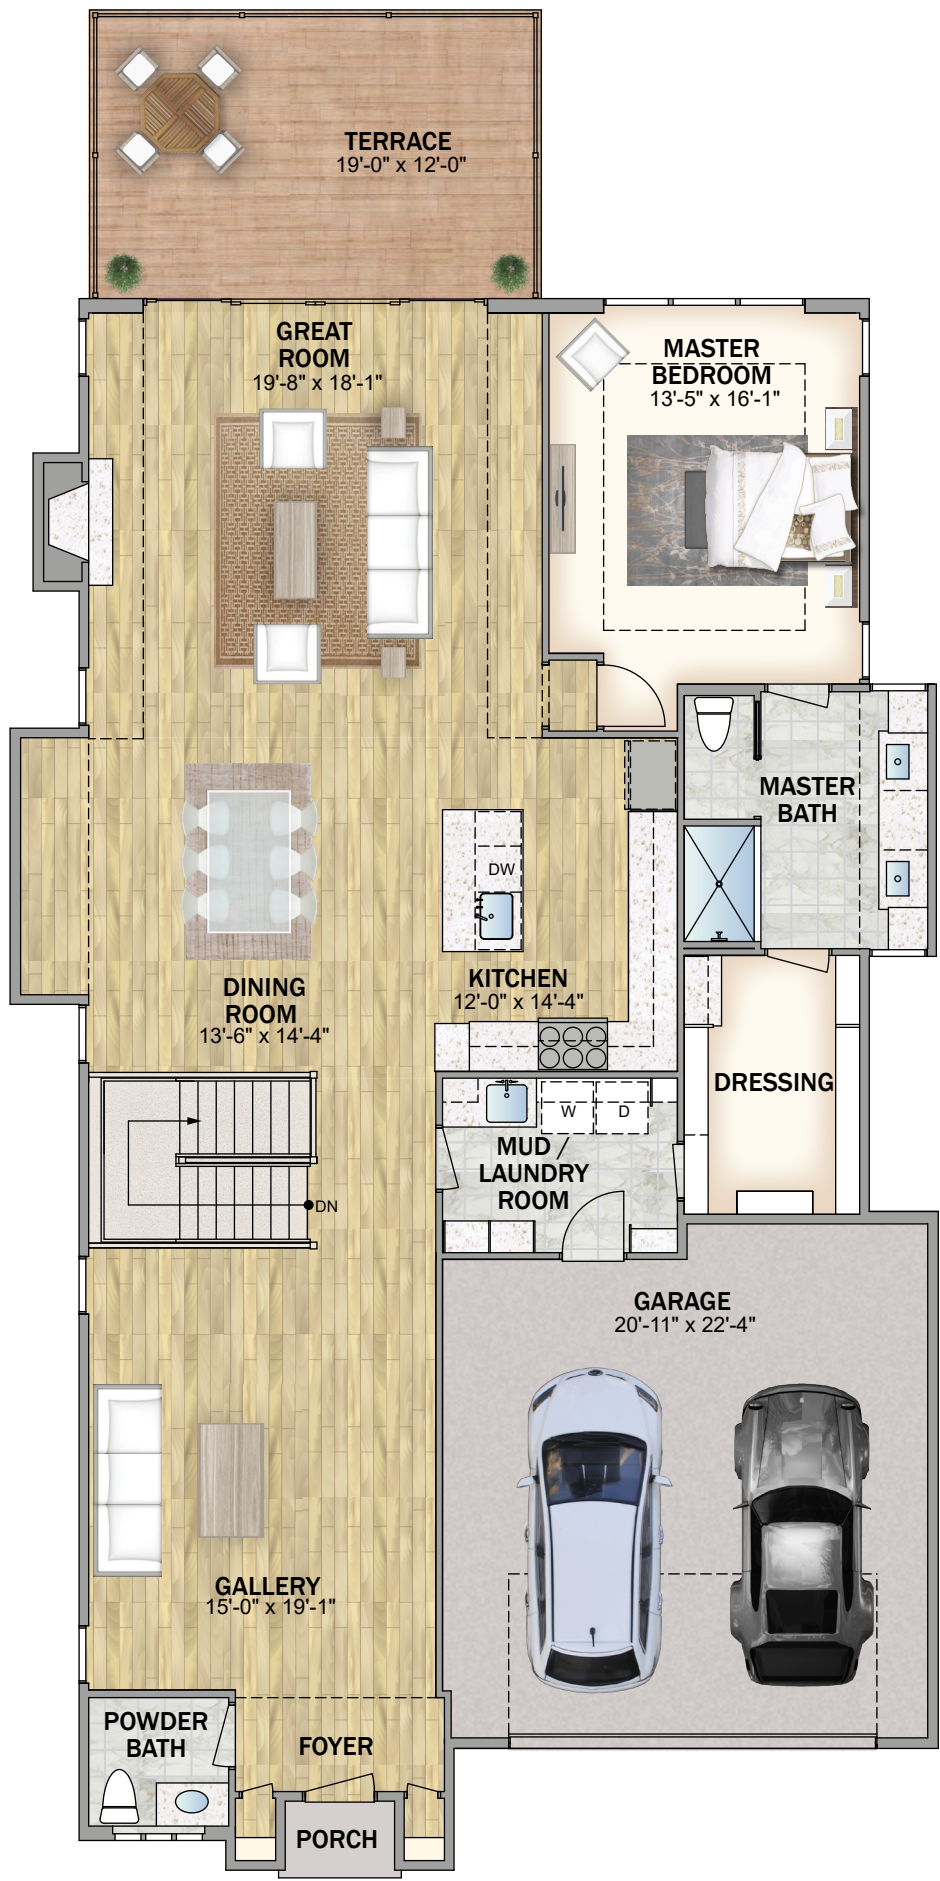 TERRACE
19'-0" x 12'-0"
GREAT
ROOM
19'-8" x 18'-1"
MASTER
BEDROOM
13'-5" x 16'-1"
MASTER
BATH
DW
KITCHEN
12'-0" x 14'-4"
DINING
ROOM
13'-6" x 14'-4"
DRESSING
W
D
MUD /
LAUNDRY
ROOM
DN
GARAGE
20'-11" x 22'-4"
GALLERY
15'-0" x 19'-1"
POWDER
BATH
FOYER
PORCH